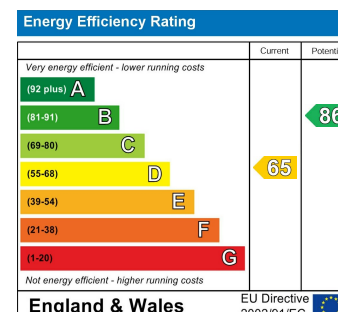 Energy Efficiency Rating
Current
Very energy efficient - lower running costs
(92 plus) A
(81-91) B
86
(69-80) C
(55-68) D
65
(39-54) E
(21-38) F
(1-20) G
Not energy efficient - higher running costs
England & Wales
EU Directive